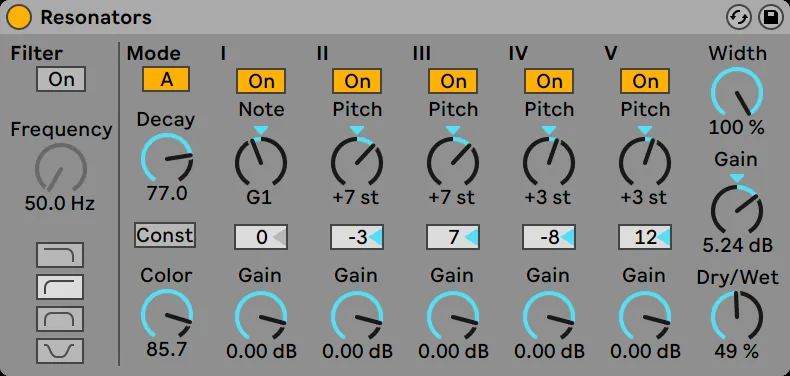 Resonators
Filter
On
Frequency
50.0 Hz
Mode
A
Decay
77.0
Const
Color
85.7
I
On
Note
G1
0
Gain
0.00 dB
II
On
Pitch
+7 st
-3
Gain
0.00 dB
III
On
Pitch
+7 st
7
Gain
0.00 dB
IV
On
Pitch
+3 st
-8
Gain
0.00 dB
V
On
Pitch
+3 st
12
Gain
0.00 dB
Width
100 %
Gain
5.24 dB
Dry/Wet
49 %